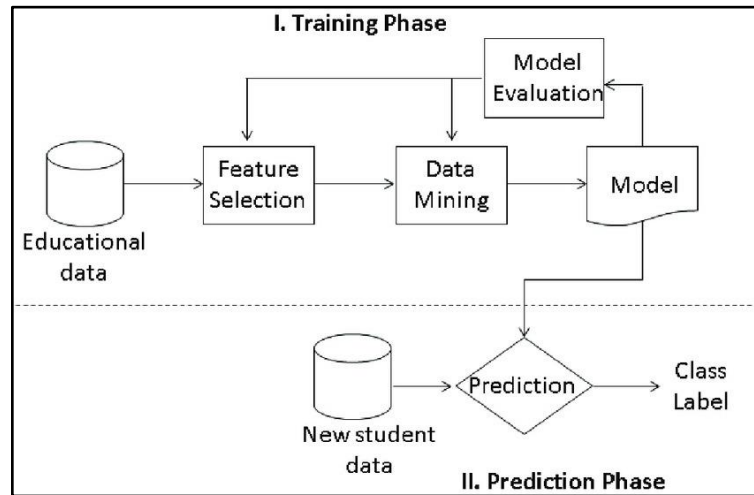 I. Training Phase
Model
Evaluation
Feature
Selection
Data
Mining
Model
Educational
data
Prediction
Class
Label
New student
data
II. Prediction Phase